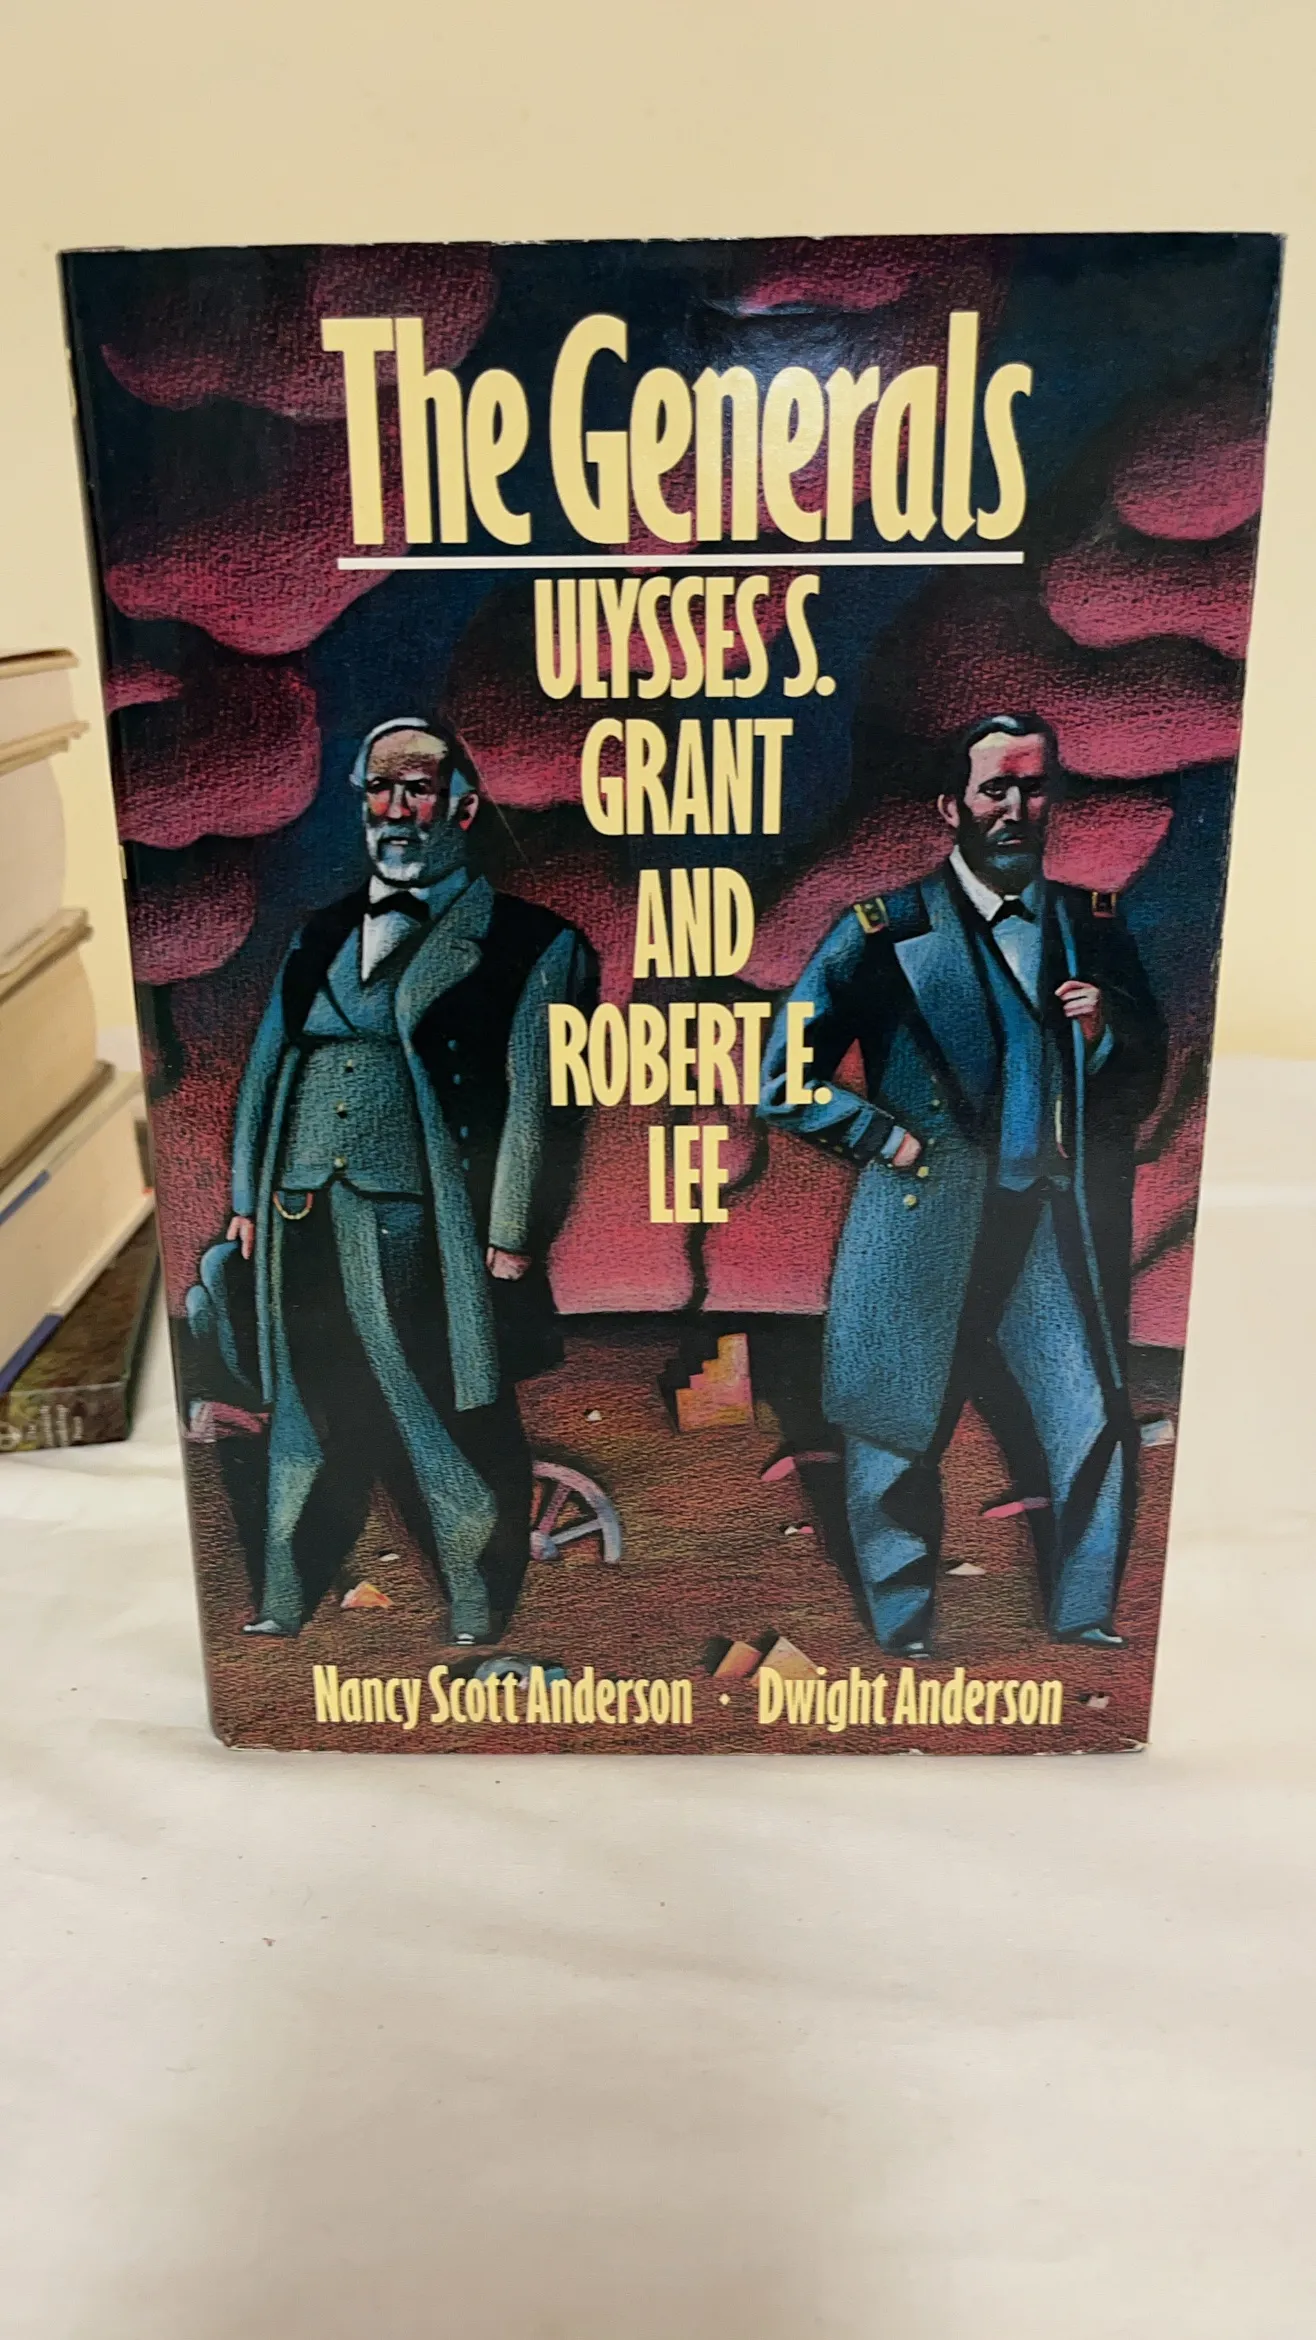 The Generals
ULYSSES S.
GRANT
AND
ROBERT E.
LEE
Nancy Scott Anderson · Dwight Anderson